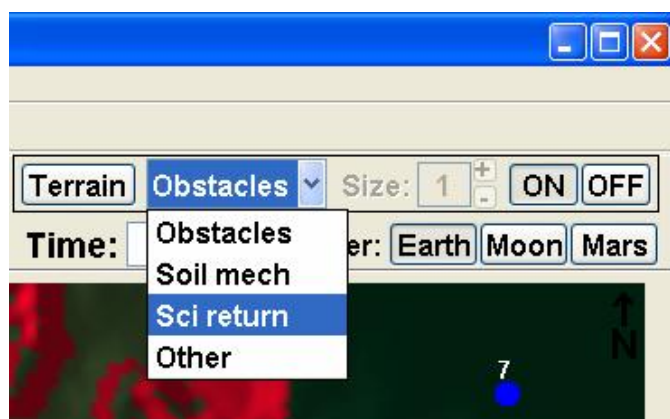 Terrain Obstacles Size: 1 + - ON OFF
Time: er: Earth Moon Mars
Obstacles
Soil mech
Sci return
Other
N
7